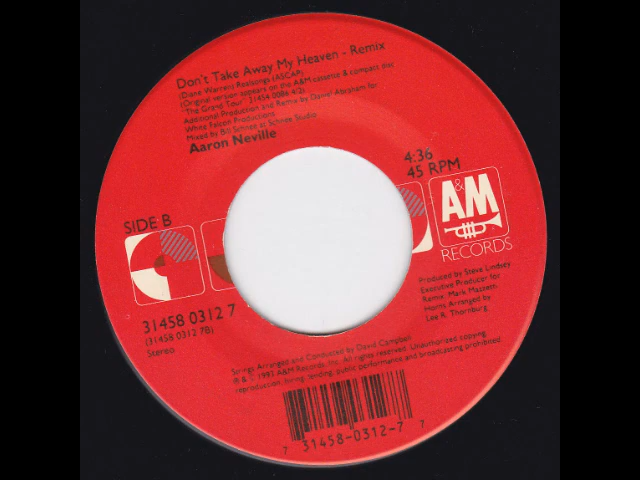 Don't Take Away My Heaven - Remix
(Diane Warren) Realsongs (ASCAP)
(Original version appears on the A&M cassette & compact disc
"The Grand Tour" 31454 0086 4/2)
Additional Production and Remix by Daniel Abraham for
White Falcon Productions
Mixed by Bill Schnee at Schnee Studio
Aaron Neville
4:36
45 RPM
SIDE B
A&M
RECORDS
31458 0312 7
(31458 0312 7B)
Stereo
Produced by Steve Lindsey
Executive Producer for
Remix: Mark Mazzetti
Horns Arranged by
Lee R. Thornburg
Strings Arranged and Conducted by David Campbell
℗ & © 1993 A&M Records, Inc. All rights reserved. Unauthorized copying,
reproduction, hiring, lending, public performance and broadcasting prohibited.
7 31458-0312-7 7